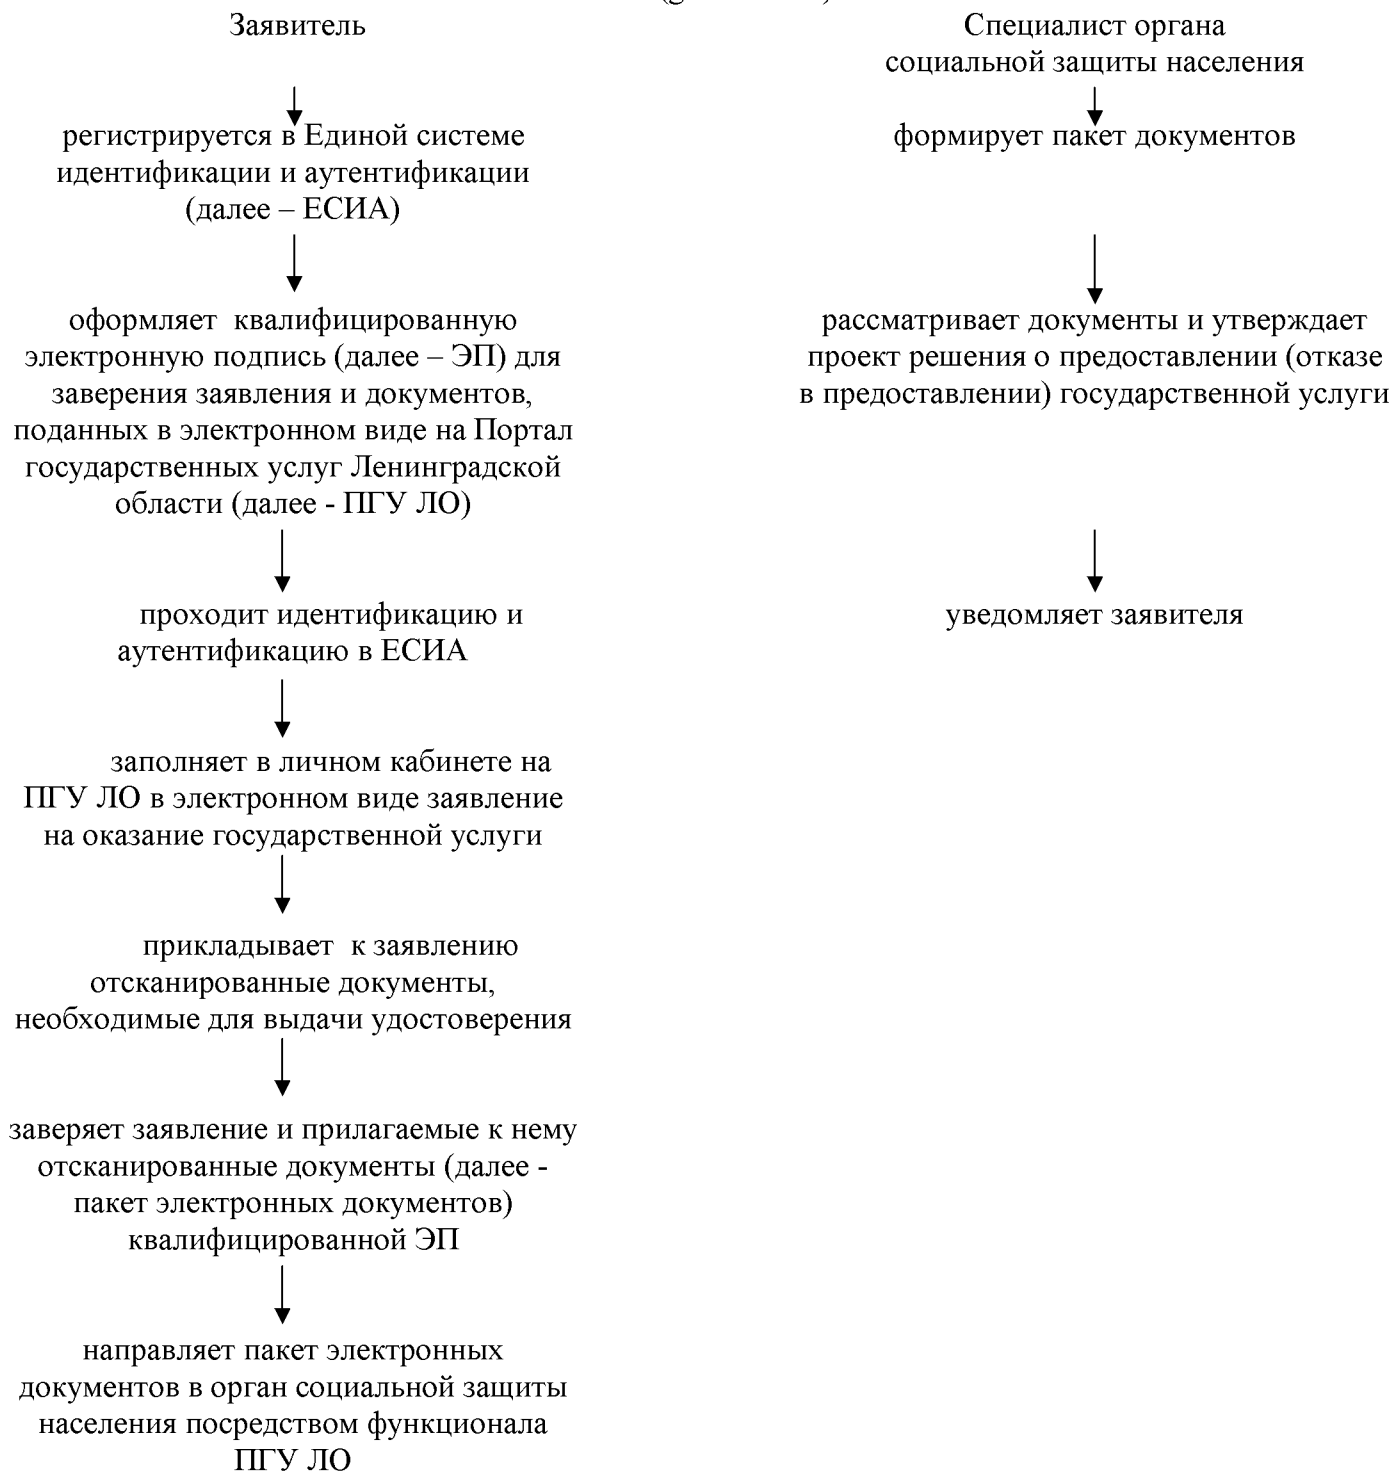 Заявитель
регистрируется в Единой системе
идентификации и аутентификации
(далее – ЕСИА)
оформляет квалифицированную
электронную подпись (далее – ЭП) для
заверения заявления и документов,
поданных в электронном виде на Портал
государственных услуг Ленинградской
области (далее - ПГУ ЛО)
проходит идентификацию и
аутентификацию в ЕСИА
заполняет в личном кабинете на
ПГУ ЛО в электронном виде заявление
на оказание государственной услуги
прикладывает к заявлению
отсканированные документы,
необходимые для выдачи удостоверения
заверяет заявление и прилагаемые к нему
отсканированные документы (далее -
пакет электронных документов)
квалифицированной ЭП
направляет пакет электронных
документов в орган социальной защиты
населения посредством функционала
ПГУ ЛО
Специалист органа
социальной защиты населения
формирует пакет документов
рассматривает документы и утверждает
проект решения о предоставлении (отказе
в предоставлении) государственной услуги
уведомляет заявителя